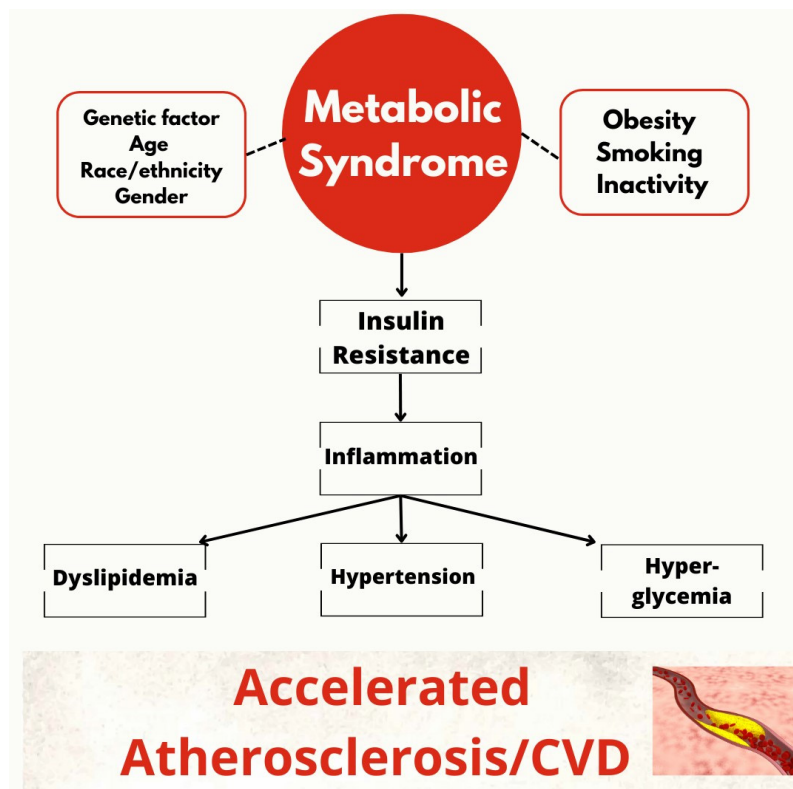 Metabolic
Syndrome
Genetic factor
Age
Race/ethnicity
Gender
Obesity
Smoking
Inactivity
Insulin
Resistance
Inflammation
Dyslipidemia
Hypertension
Hyper-
glycemia
Accelerated
Atherosclerosis/CVD